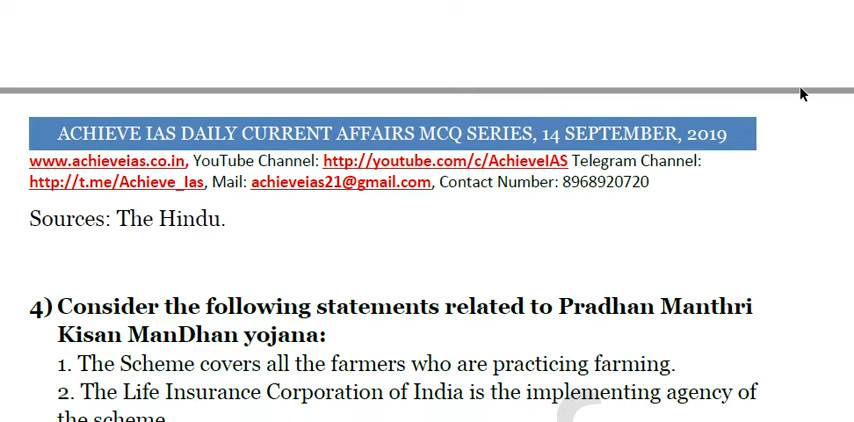 ACHIEVE IAS DAILY CURRENT AFFAIRS MCQ SERIES, 14 SEPTEMBER, 2019
www.achieveias.co.in, YouTube Channel: http://youtube.com/c/AchieveIAS Telegram Channel:
http://t.me/Achieve_Ias, Mail: achieveias21@gmail.com, Contact Number: 8968920720
Sources: The Hindu.
4) Consider the following statements related to Pradhan Manthri
Kisan ManDhan yojana:
1. The Scheme covers all the farmers who are practicing farming.
2. The Life Insurance Corporation of India is the implementing agency of
the scheme